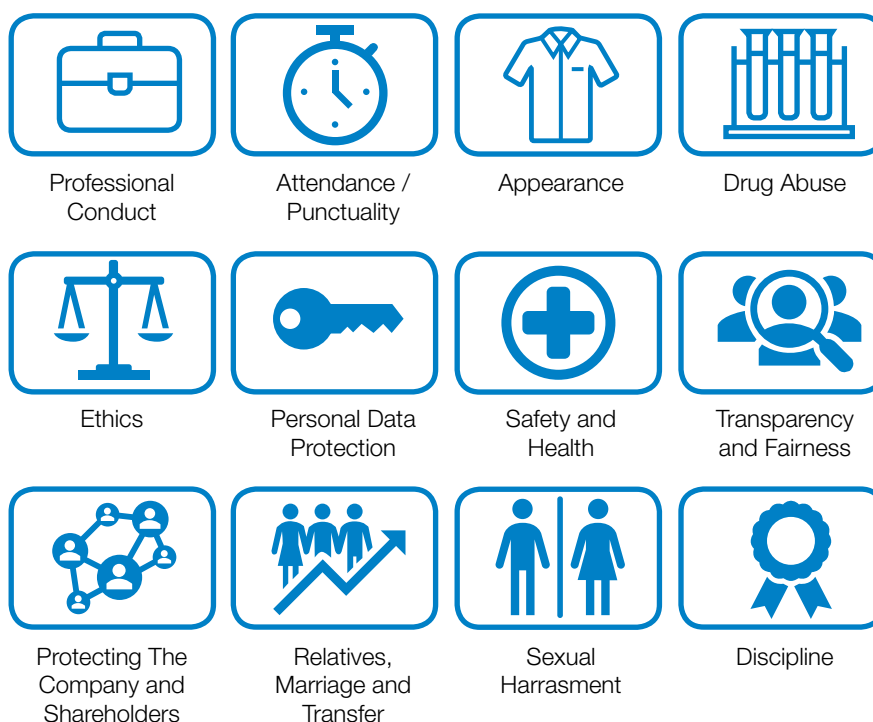 Professional
Conduct
Attendance /
Punctuality
Appearance
Drug Abuse
Ethics
Personal Data
Protection
Safety and
Health
Transparency
and Fairness
Protecting The
Company and
Shareholders
Relatives,
Marriage and
Transfer
Sexual
Harrasment
Discipline